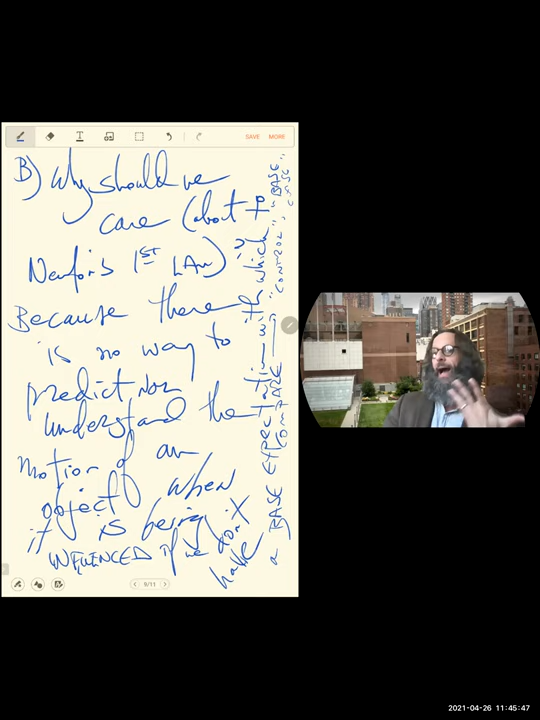 SAVE MORE
B) Why should we
care (about
Newton's 1ST LAW)?
Because there
is no way to
predict nor
understand the
motion of an
object when
it is being
INFLUENCED if we don't
have
a BASE EXPECTATION with which
COMPARE "CONTROL", "BASE
CASE",
9/11
2021-04-26 11:45:47